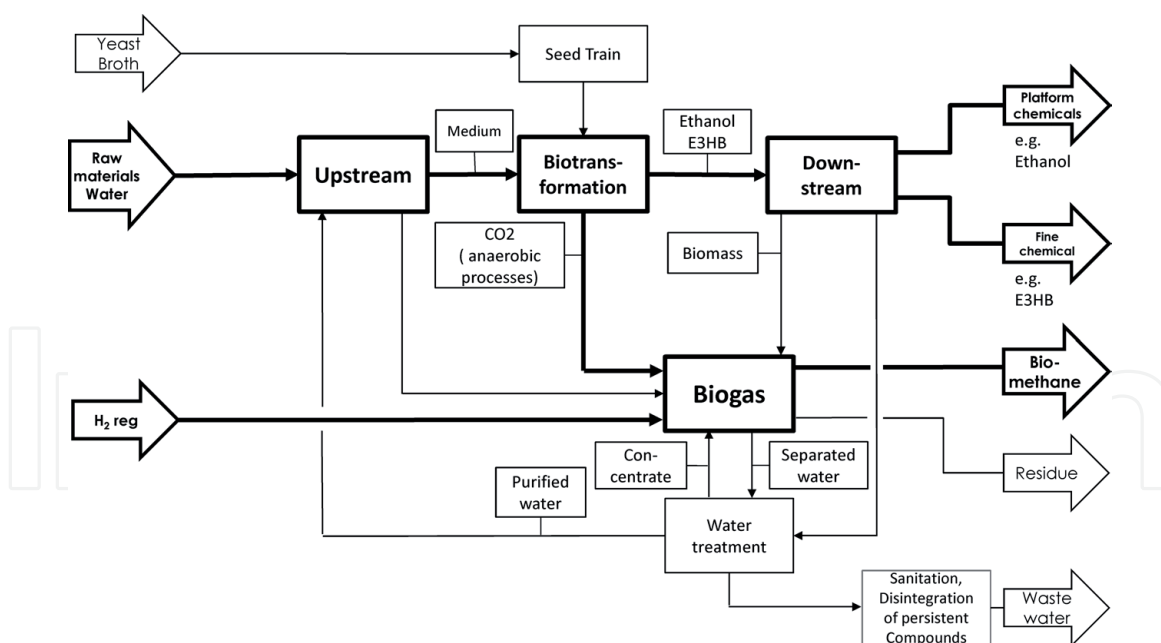 Yeast
Broth
Seed Train
Raw
materials
Water
Upstream
Medium
Biotrans-
formation
Ethanol
E3HB
Down-
stream
Platform
chemicals
e.g.
Ethanol
Fine
chemical
e.g.
E3HB
CO2
( anaerobic
processes)
Biomass
H2 reg
Biogas
Bio-
methane
Con-
centrate
Separated
water
Residue
Purified
water
Water
treatment
Sanitation,
Disintegration
of persistent
Compounds
Waste
water